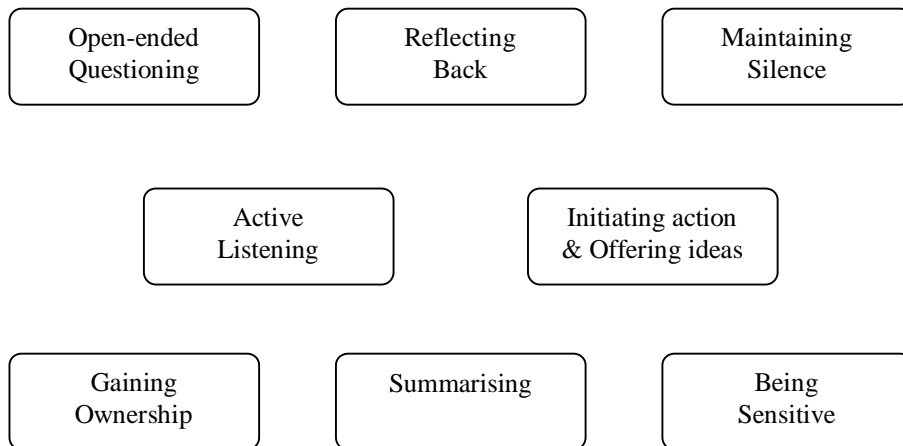 Open-ended
Questioning
Reflecting
Back
Maintaining
Silence
Active
Listening
Initiating action
& Offering ideas
Gaining
Ownership
Summarising
Being
Sensitive